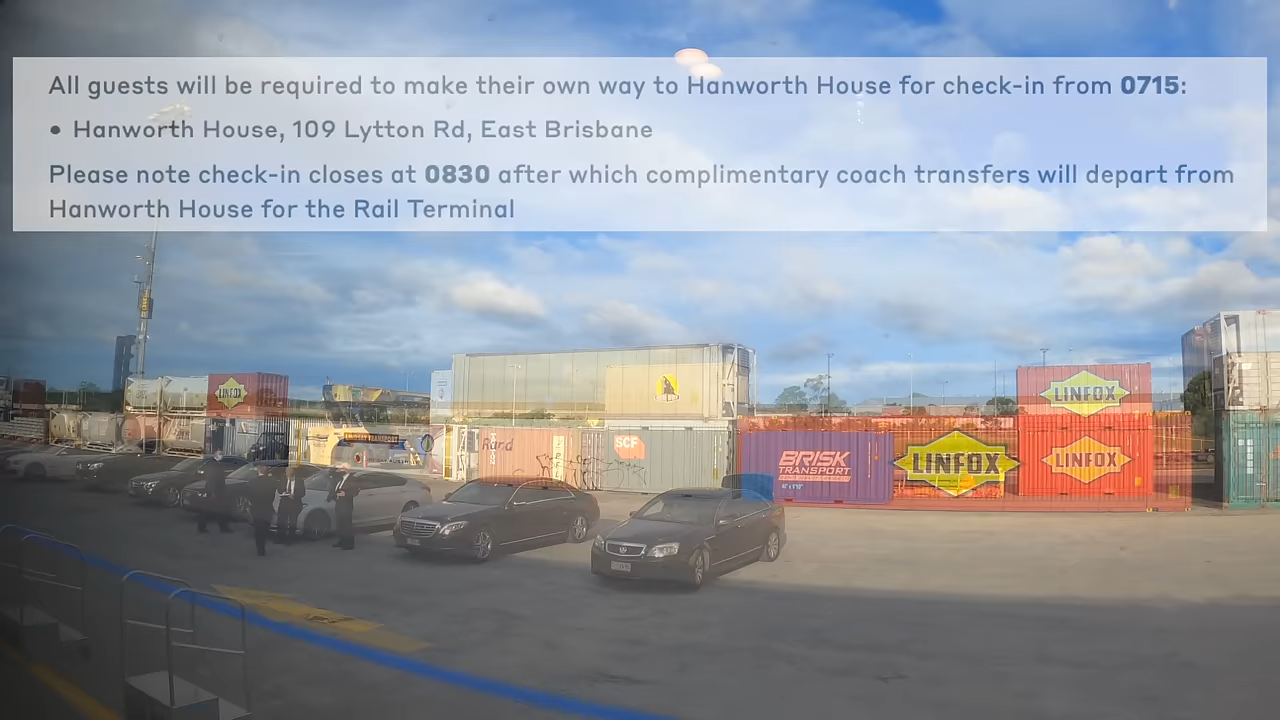 All guests will be required to make their own way to Hanworth House for check-in from 0715:
• Hanworth House, 109 Lytton Rd, East Brisbane
Please note check-in closes at 0830 after which complimentary coach transfers will depart from
Hanworth House for the Rail Terminal
LINFOX
LINFOX
Rand
SCF
BRISK
TRANSPORT
LINFOX
LINFOX